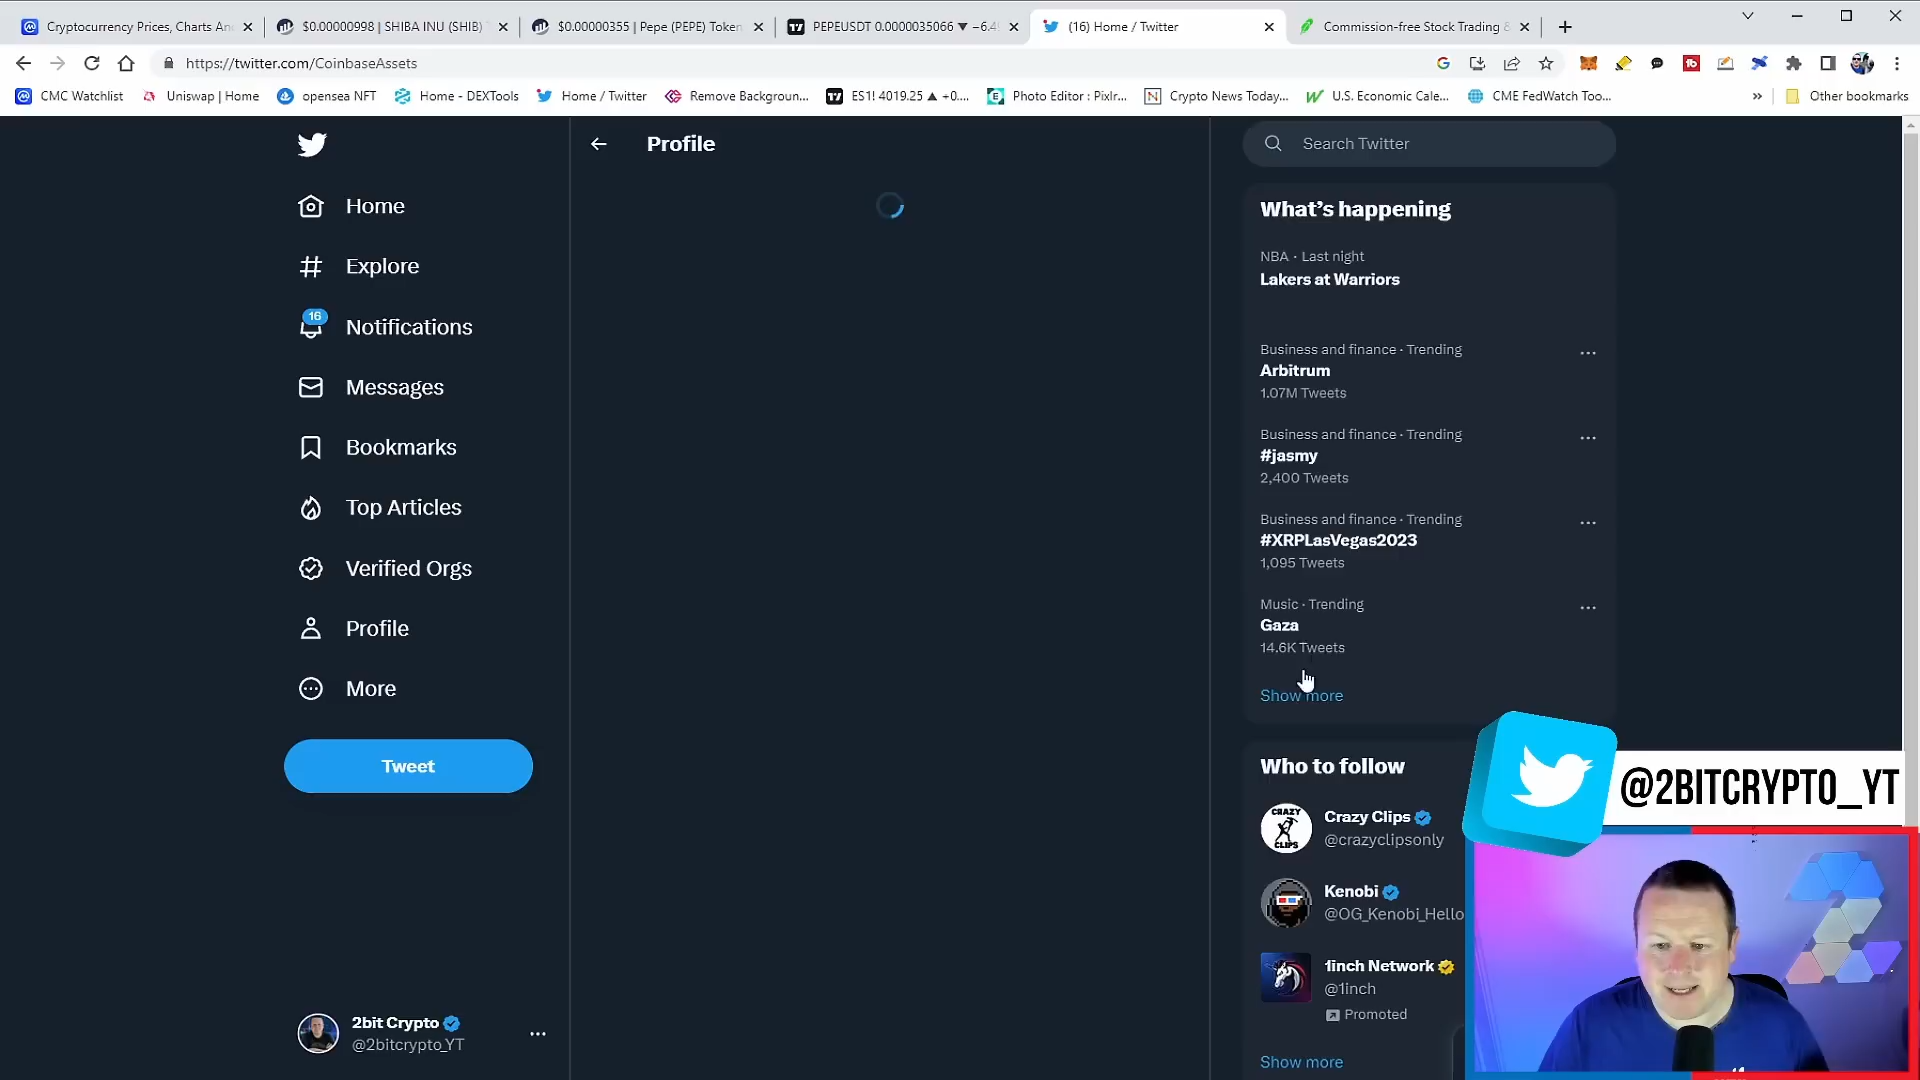 Cryptocurrency Prices, Charts An
$0.00000998 | SHIBA INU (SHIB)
$0.00000355 | Pepe (PEPE) Token
PEPEUSDT 0.0000035066 ▼ −6.4
(16) Home / Twitter
Commission-free Stock Trading &
https://twitter.com/CoinbaseAssets
CMC Watchlist
Uniswap | Home
opensea NFT
Home - DEXTools
Home / Twitter
Remove Backgroun...
ES1! 4019.25 ▲ +0....
Photo Editor : Pixlr...
Crypto News Today...
U.S. Economic Cale...
CME FedWatch Too...
»
Other bookmarks
Home
Explore
16
Notifications
Messages
Bookmarks
Top Articles
Verified Orgs
Profile
More
Tweet
2bit Crypto
@2bitcrypto_YT
Profile
Search Twitter
What's happening
NBA · Last night
Lakers at Warriors
Business and finance · Trending
Arbitrum
1.07M Tweets
Business and finance · Trending
#jasmy
2,400 Tweets
Business and finance · Trending
#XRPLasVegas2023
1,095 Tweets
Music · Trending
Gaza
14.6K Tweets
Show more
Who to follow
CRAZY
CLIPS
Crazy Clips
@crazyclipsonly
Kenobi
@OG_Kenobi_Hello
1inch Network
@1inch
Promoted
Show more
@2BITCRYPTO_YT